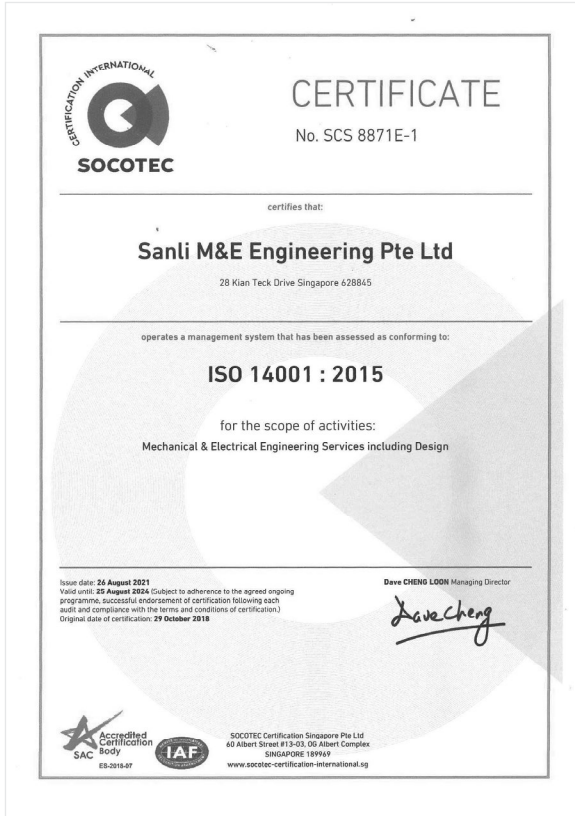 CERTIFICATION INTERNATIONAL
SOCOTEC
CERTIFICATE
No. SCS 8871E-1
certifies that:
Sanli M&E Engineering Pte Ltd
28 Kian Teck Drive Singapore 628845
operates a management system that has been assessed as conforming to:
ISO 14001 : 2015
for the scope of activities:
Mechanical & Electrical Engineering Services including Design
Issue date: 26 August 2021
Valid until: 25 August 2024 (Subject to adherence to the agreed ongoing
programme, successful endorsement of certification following each
audit and compliance with the terms and conditions of certification.)
Original date of certification: 29 October 2018
Dave CHENG LOON Managing Director
Dave Cheng
SAC
Accredited
Certification
Body
ES-2018-07
IAF
SOCOTEC Certification Singapore Pte Ltd
60 Albert Street #13-03, OG Albert Complex
SINGAPORE 189969
www.socotec-certification-international.sg